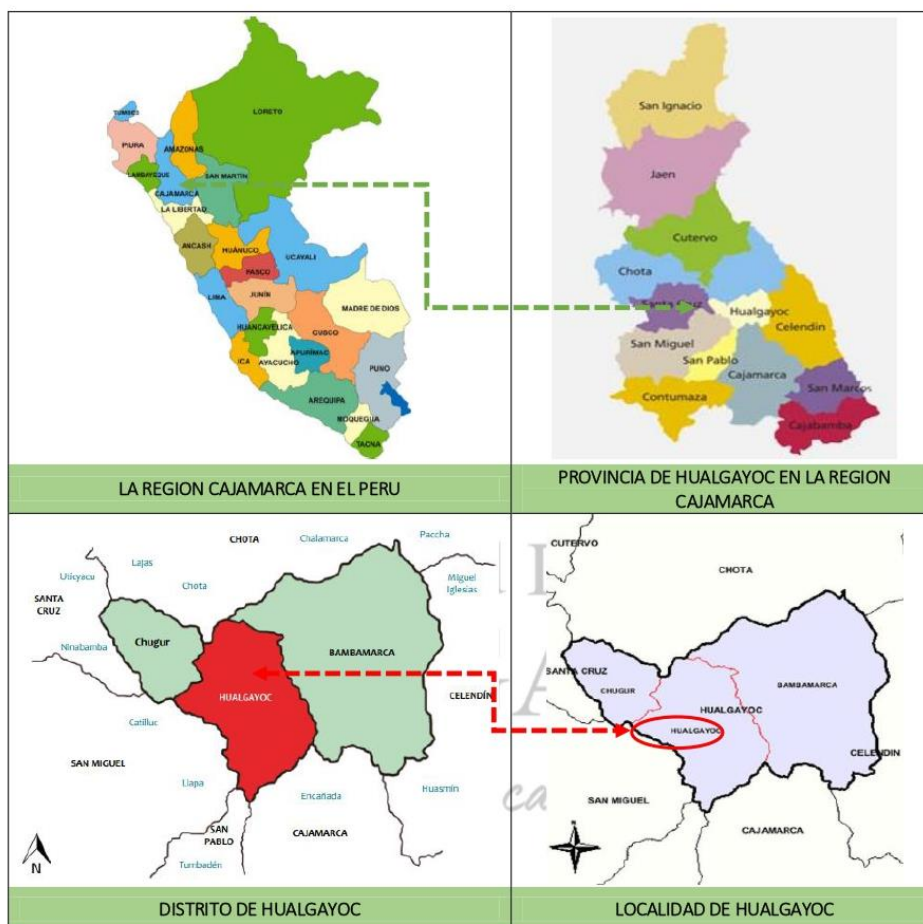 TUMBES
PIURA
LORETO
AMAZONAS
LAMBAYEQUE
SAN MARTÍN
CAJAMARCA
LA LIBERTAD
ANCASH
HUÁNUCO
UCAYALI
PASCO
LIMA
JUNÍN
MADRE DE DIOS
HUANCAVELICA
CUSCO
ICA
AYACUCHO
APURÍMAC
PUNO
AREQUIPA
MOQUEGUA
TACNA
LA REGION CAJAMARCA EN EL PERU
San Ignacio
Jaen
Cutervo
Chota
Santa Cruz
Hualgayoc
Celendin
San Miguel
San Pablo
Cajamarca
San Marcos
Contumaza
Cajabamba
PROVINCIA DE HUALGAYOC EN LA REGION
CAJAMARCA
CHOTA
Chalamarca
Paccha
Lajas
Uticyacu
Chota
Miguel
Iglesias
SANTA
CRUZ
Chugur
Ninabamba
BAMBAMARCA
HUALGAYOC
CELENDÍN
Catilluc
SAN MIGUEL
Llapa
Encañada
Huasmín
SAN
PABLO
CAJAMARCA
Tumbadén
N
DISTRITO DE HUALGAYOC
CUTERVO
CHOTA
SANTA CRUZ
CHUGUR
BAMBAMARCA
HUALGAYOC
HUALGAYOC
CELENDIN
SAN MIGUEL
CAJAMARCA
LOCALIDAD DE HUALGAYOC